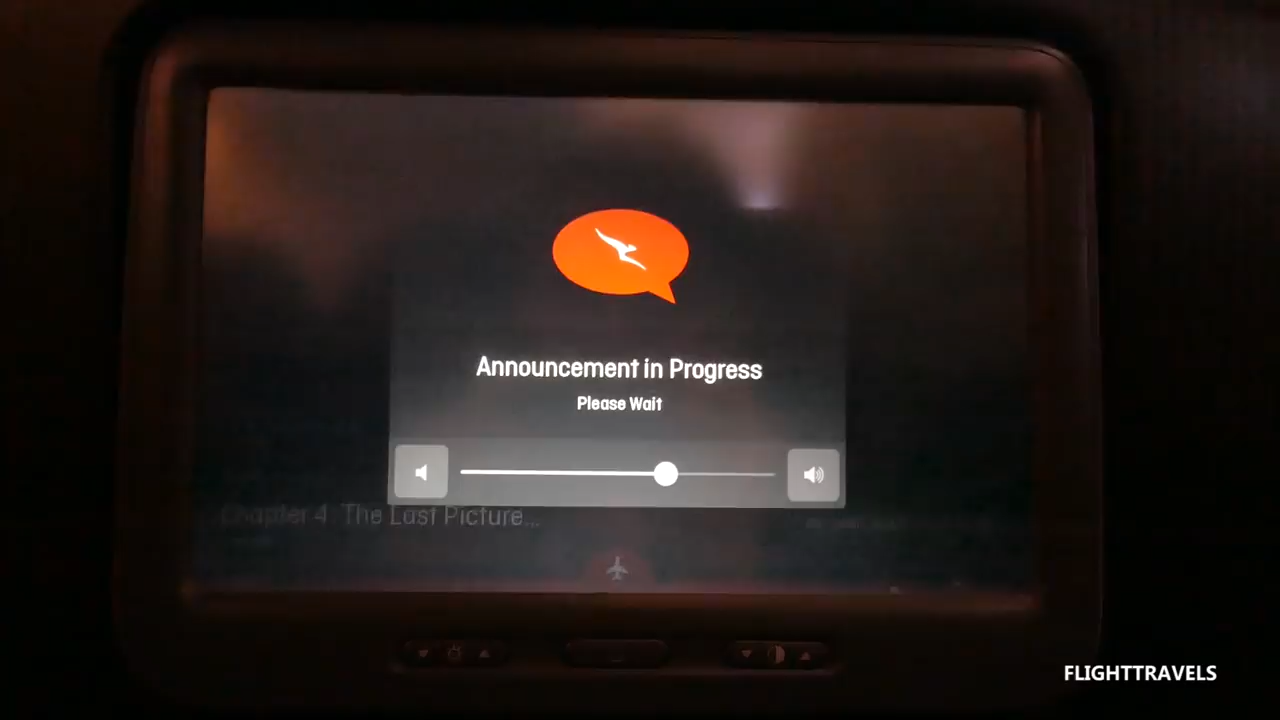 Announcement in Progress
Please Wait
Chapter 4 The Last Picture...
FLIGHTTRAVELS